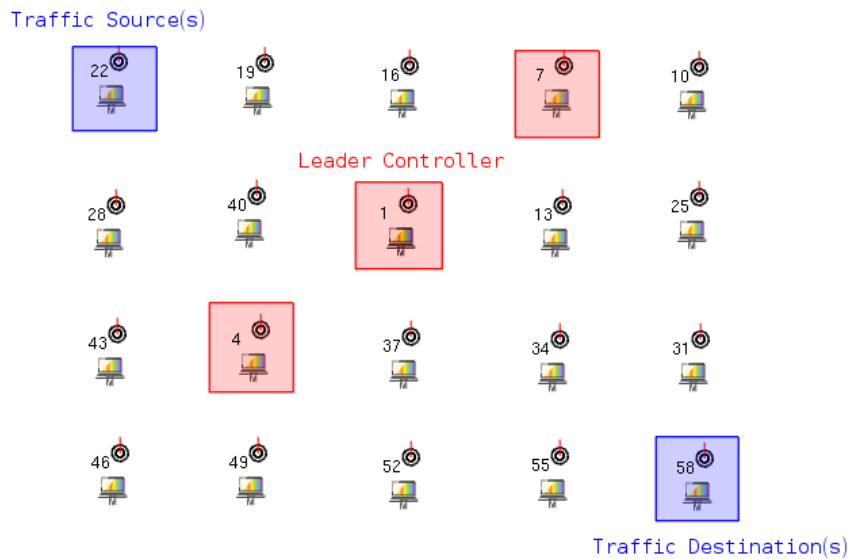 Traffic Source(s)
22 19 16 7 10
Leader Controller
28 40 1 13 25
43 4 37 34 31
46 49 52 55 58
Traffic Destination(s)